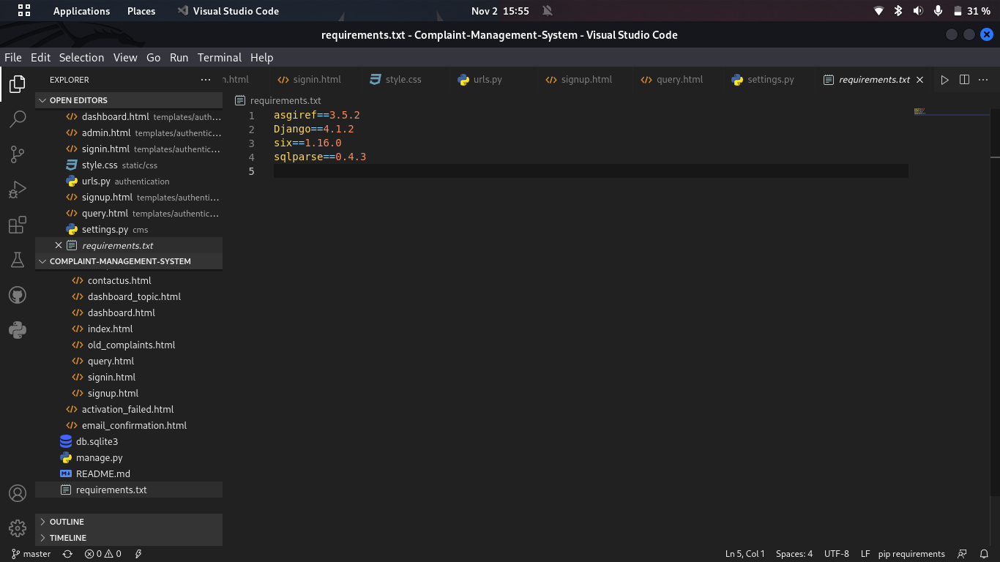 Applications Places Visual Studio Code Nov 2 15:55 31 %
requirements.txt - Complaint-Management-System - Visual Studio Code
File Edit Selection View Go Run Terminal Help
EXPLORER
n.html signin.html style.css urls.py signup.html query.html settings.py requirements.txt
OPEN EDITORS
dashboard.html templates/auth...
admin.html templates/authentic...
signin.html templates/authentic...
style.css static/css
urls.py authentication
signup.html templates/authenti...
query.html templates/authentic...
settings.py cms
requirements.txt
COMPLAINT-MANAGEMENT-SYSTEM
contactus.html
dashboard_topic.html
dashboard.html
index.html
old_complaints.html
query.html
signin.html
signup.html
activation_failed.html
email_confirmation.html
db.sqlite3
manage.py
README.md
requirements.txt
OUTLINE
TIMELINE
requirements.txt
1 asgiref==3.5.2
2 Django==4.1.2
3 six==1.16.0
4 sqlparse==0.4.3
5
master 0 0 Ln 5, Col 1 Spaces: 4 UTF-8 LF pip requirements